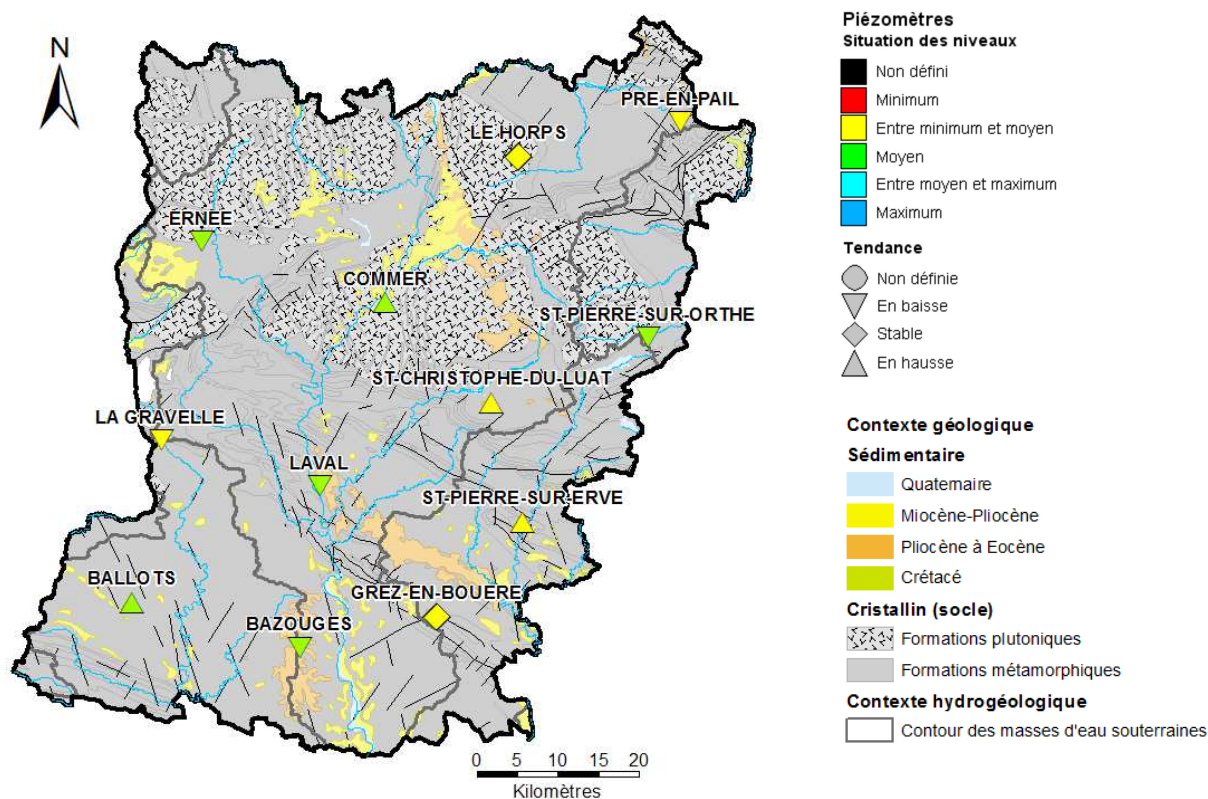 N
PRE-EN-PAIL
LE HORPS
ERNEE
COMMER
ST-PIERRE-SUR-ORTHE
ST-CHRISTOPHE-DU-LUAT
LA GRAVELLE
LAVAL
ST-PIERRE-SUR-ERVE
BALLOTS
GREZ-EN-BOUERE
BAZOUGES
0 5 10 15 20
Kilomètres
Piézomètres
Situation des niveaux
Non défini
Minimum
Entre minimum et moyen
Moyen
Entre moyen et maximum
Maximum
Tendance
Non définie
En baisse
Stable
En hausse
Contexte géologique
Sédimentaire
Quaternaire
Miocène-Pliocène
Pliocène à Eocène
Crétacé
Cristallin (socle)
Formations plutoniques
Formations métamorphiques
Contexte hydrogéologique
Contour des masses d'eau souterraines